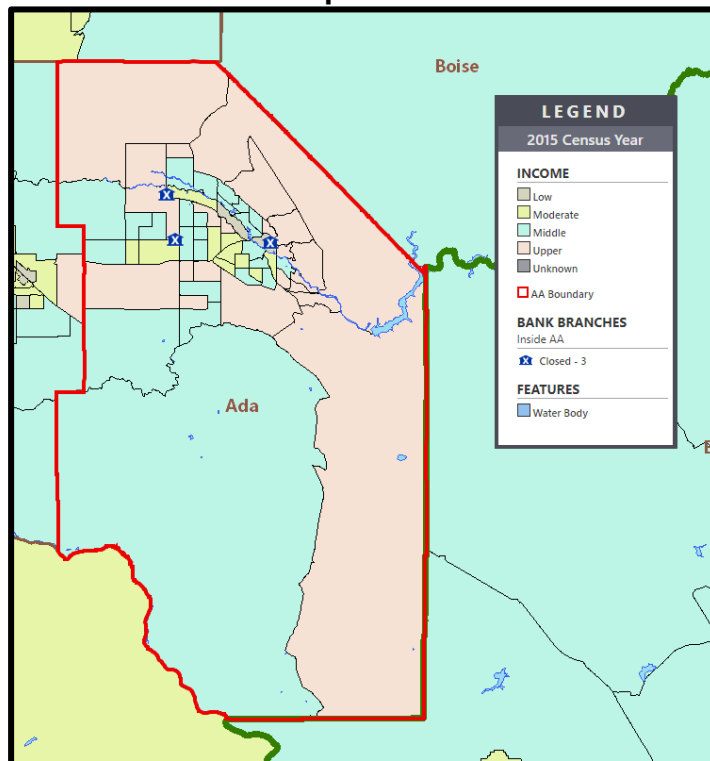 Boise
LEGEND
2015 Census Year
INCOME
Low
Moderate
Middle
Upper
Unknown
AA Boundary
BANK BRANCHES
Inside AA
Closed - 3
FEATURES
Water Body
Ada